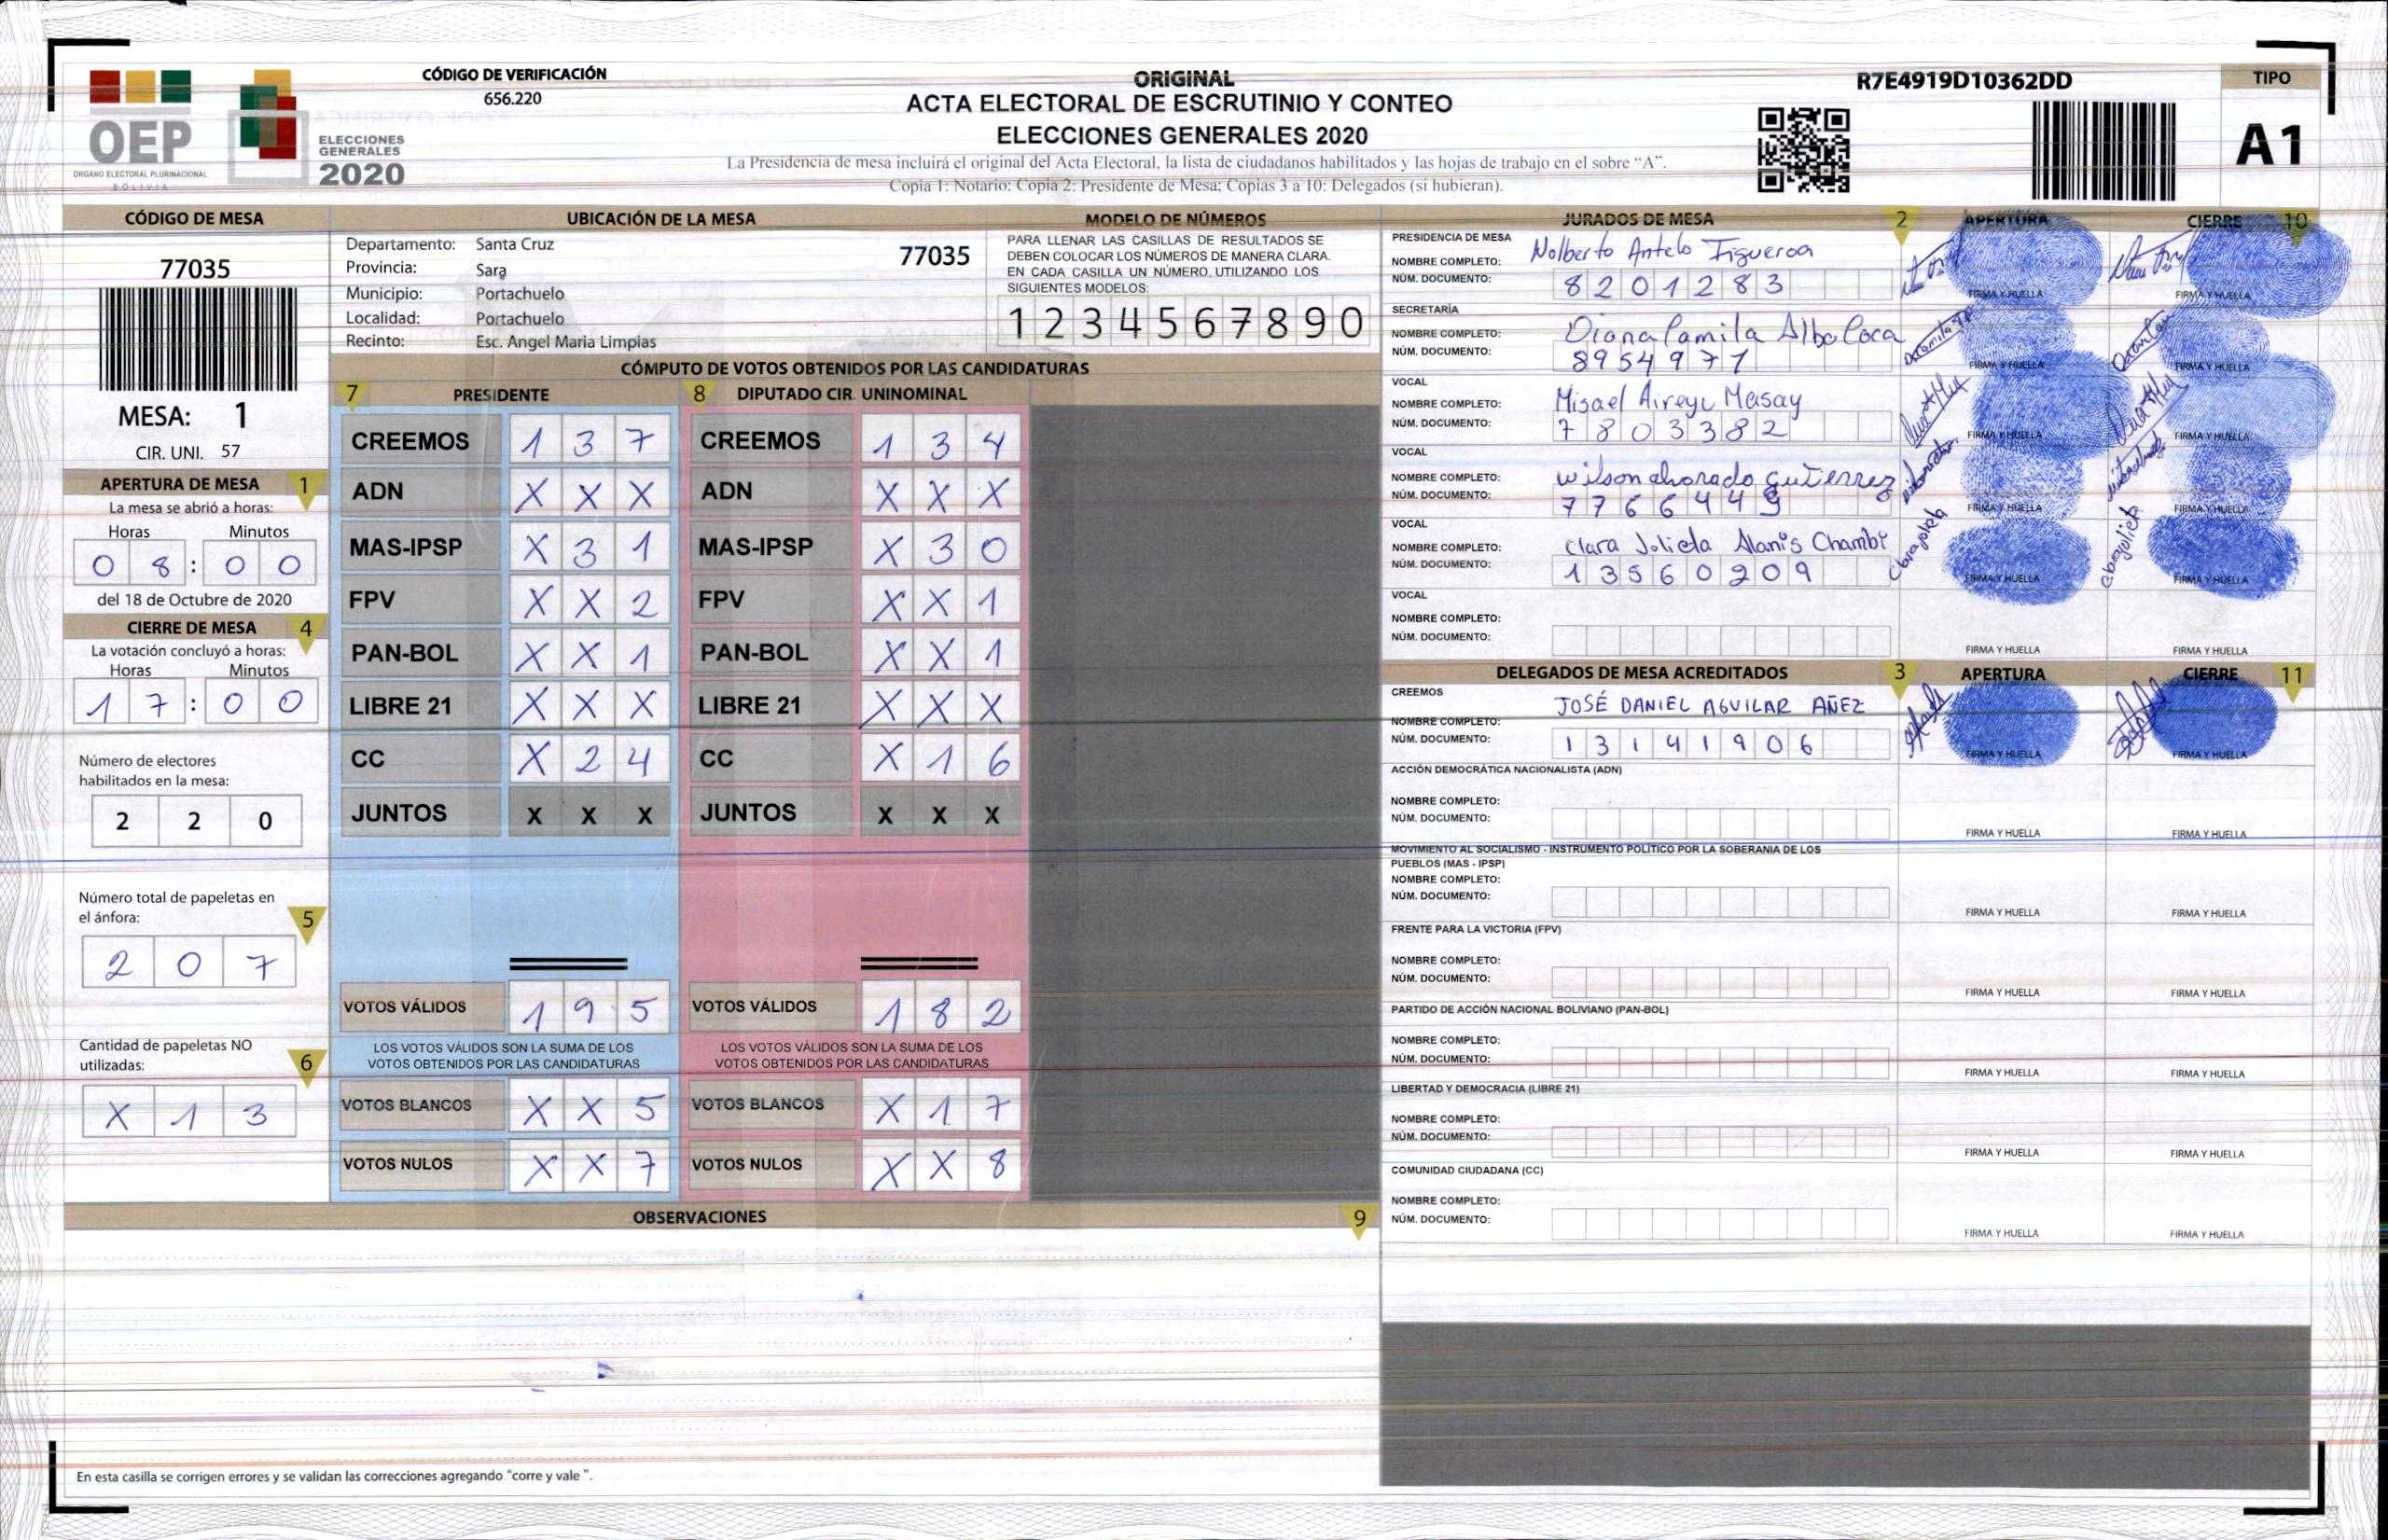 CÓDIGO DE VERIFICACIÓN
656.220
OEP
ÓRGANO ELECTORAL PLURINACIONAL
BOLIVIA
ELECCIONES
GENERALES
2020
ORIGINAL
ACTA ELECTORAL DE ESCRUTINIO Y CONTEO
ELECCIONES GENERALES 2020
La Presidencia de mesa incluirá el original del Acta Electoral, la lista de ciudadanos habilitados y las hojas de trabajo en el sobre “A”.
Copia 1: Notario; Copia 2: Presidente de Mesa; Copias 3 a 10: Delegados (si hubieran).
R7E4919D10362DD
TIPO
A1
CÓDIGO DE MESA
77035
MESA: 1
CIR. UNI. 57
APERTURA DE MESA 1
La mesa se abrió a horas:
Horas Minutos
0 8 : 0 0
del 18 de Octubre de 2020
CIERRE DE MESA 4
La votación concluyó a horas:
Horas Minutos
1 7 : 0 0
Número de electores
habilitados en la mesa:
2 2 0
Número total de papeletas en
el ánfora: 5
2 0 7
Cantidad de papeletas NO
utilizadas: 6
X 1 3
UBICACIÓN DE LA MESA
Departamento: Santa Cruz 77035
Provincia: Sara
Municipio: Portachuelo
Localidad: Portachuelo
Recinto: Esc. Angel Maria Limpias
MODELO DE NÚMEROS
PARA LLENAR LAS CASILLAS DE RESULTADOS SE
DEBEN COLOCAR LOS NÚMEROS DE MANERA CLARA.
EN CADA CASILLA UN NÚMERO, UTILIZANDO LOS
SIGUIENTES MODELOS:
1 2 3 4 5 6 7 8 9 0
CÓMPUTO DE VOTOS OBTENIDOS POR LAS CANDIDATURAS
7 PRESIDENTE 8 DIPUTADO CIR. UNINOMINAL
CREEMOS 1 3 7 CREEMOS 1 3 4
ADN X X X ADN X X X
MAS-IPSP X 3 1 MAS-IPSP X 3 0
FPV X X 2 FPV X X 1
PAN-BOL X X 1 PAN-BOL X X 1
LIBRE 21 X X X LIBRE 21 X X X
CC X 2 4 CC X 1 6
JUNTOS X X X JUNTOS X X X
VOTOS VÁLIDOS 1 9 5 VOTOS VÁLIDOS 1 8 2
LOS VOTOS VÁLIDOS SON LA SUMA DE LOS LOS VOTOS VÁLIDOS SON LA SUMA DE LOS
VOTOS OBTENIDOS POR LAS CANDIDATURAS VOTOS OBTENIDOS POR LAS CANDIDATURAS
VOTOS BLANCOS X X 5 VOTOS BLANCOS X 1 7
VOTOS NULOS X X 7 VOTOS NULOS X X 8
OBSERVACIONES 9
En esta casilla se corrigen errores y se validan las correcciones agregando “corre y vale”.
JURADOS DE MESA 2 APERTURA CIERRE 10
PRESIDENCIA DE MESA
NOMBRE COMPLETO: Nolberto Antelo Figueroa
NÚM. DOCUMENTO: 8 2 0 1 2 8 3
FIRMA Y HUELLA FIRMA Y HUELLA
SECRETARÍA
NOMBRE COMPLETO: Diana Camila Alba Coca
NÚM. DOCUMENTO: 8 9 5 4 9 7 1
FIRMA Y HUELLA FIRMA Y HUELLA
VOCAL
NOMBRE COMPLETO: Misael Aireyu Masay
NÚM. DOCUMENTO: 7 8 0 3 3 8 2
FIRMA Y HUELLA FIRMA Y HUELLA
VOCAL
NOMBRE COMPLETO: Wilson Gutierrez
NÚM. DOCUMENTO: 7 7 6 6 4 4 9
FIRMA Y HUELLA FIRMA Y HUELLA
VOCAL
NOMBRE COMPLETO: Clara Julieta Alanis Chambi
NÚM. DOCUMENTO: 1 3 5 6 0 2 0 9
FIRMA Y HUELLA FIRMA Y HUELLA
VOCAL
NOMBRE COMPLETO:
NÚM. DOCUMENTO:
FIRMA Y HUELLA FIRMA Y HUELLA
DELEGADOS DE MESA ACREDITADOS 3 APERTURA CIERRE 11
CREEMOS
NOMBRE COMPLETO: JOSÉ DANIEL AGUILAR AÑEZ
NÚM. DOCUMENTO: 1 3 1 4 1 9 0 6
FIRMA Y HUELLA FIRMA Y HUELLA
ACCIÓN DEMOCRÁTICA NACIONALISTA (ADN)
NOMBRE COMPLETO:
NÚM. DOCUMENTO:
FIRMA Y HUELLA FIRMA Y HUELLA
MOVIMIENTO AL SOCIALISMO - INSTRUMENTO POLÍTICO POR LA SOBERANIA DE LOS
PUEBLOS (MAS - IPSP)
NOMBRE COMPLETO:
NÚM. DOCUMENTO:
FIRMA Y HUELLA FIRMA Y HUELLA
FRENTE PARA LA VICTORIA (FPV)
NOMBRE COMPLETO:
NÚM. DOCUMENTO:
FIRMA Y HUELLA FIRMA Y HUELLA
PARTIDO DE ACCIÓN NACIONAL BOLIVIANO (PAN-BOL)
NOMBRE COMPLETO:
NÚM. DOCUMENTO:
FIRMA Y HUELLA FIRMA Y HUELLA
LIBERTAD Y DEMOCRACIA (LIBRE 21)
NOMBRE COMPLETO:
NÚM. DOCUMENTO:
FIRMA Y HUELLA FIRMA Y HUELLA
COMUNIDAD CIUDADANA (CC)
NOMBRE COMPLETO:
NÚM. DOCUMENTO:
FIRMA Y HUELLA FIRMA Y HUELLA